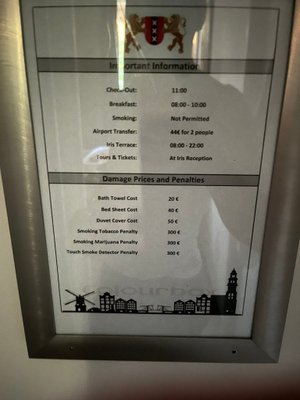 Important Information
Check-Out: 11:00
Breakfast: 08:00 - 10:00
Smoking: Not Permitted
Airport Transfer: 44€ for 2 people
Iris Terrace: 08:00 - 22:00
Tours & Tickets: At Iris Reception
Damage Prices and Penalties
Bath Towel Cost 20 €
Bed Sheet Cost 40 €
Duvet Cover Cost 50 €
Smoking Tobacco Penalty 300 €
Smoking Marijuana Penalty 300 €
Touch Smoke Detector Penalty 300 €